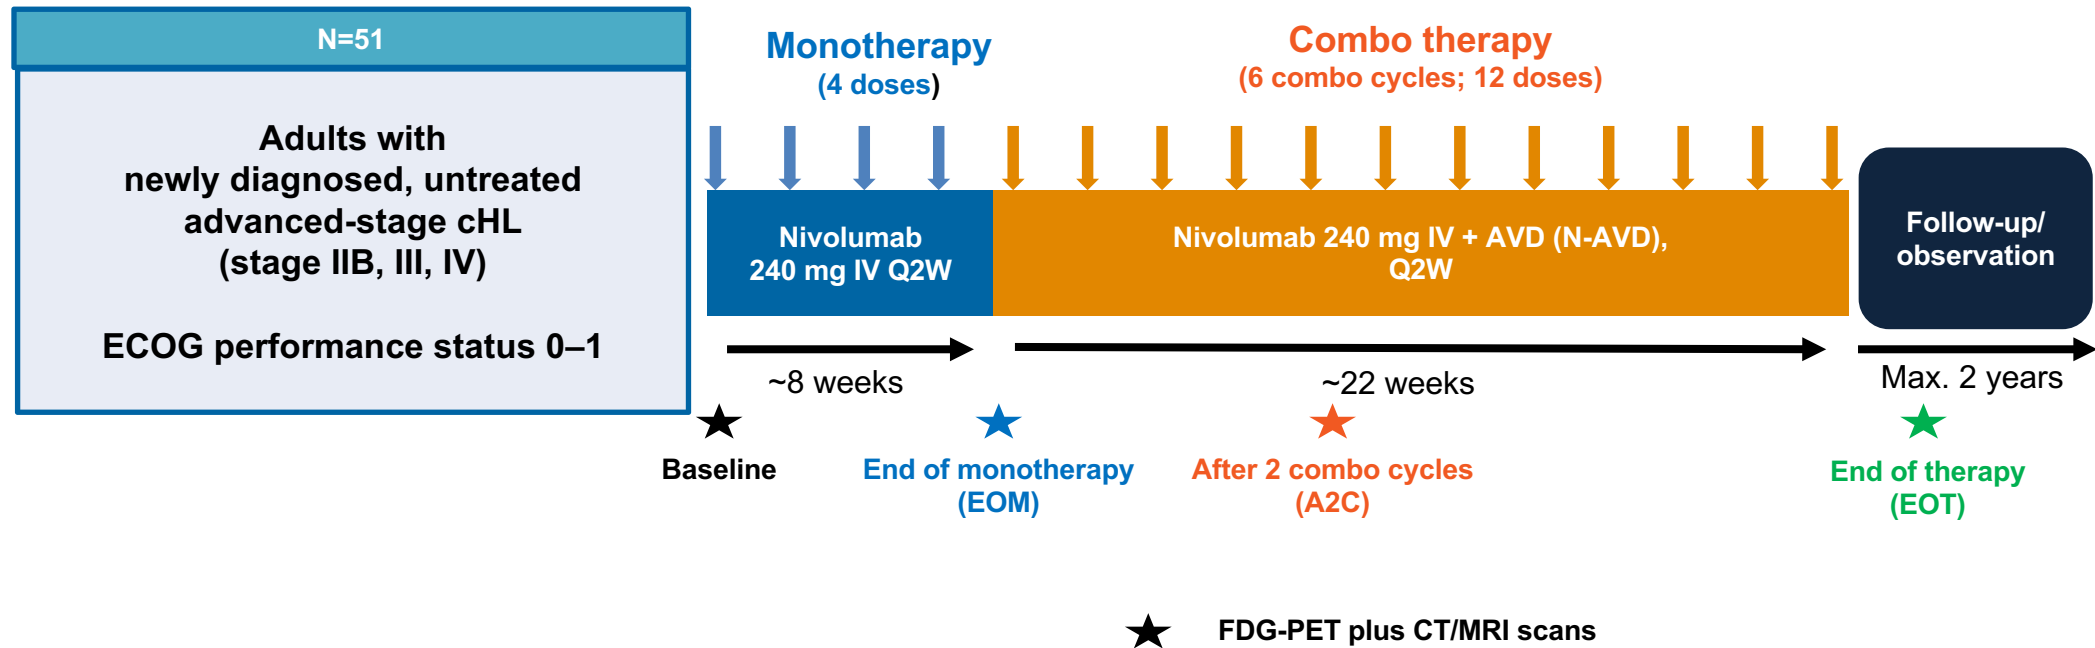 N=51
Adults with
newly diagnosed, untreated
advanced-stage cHL
(stage IIB, III, IV)
ECOG performance status 0–1
Monotherapy
(4 doses)
Combo therapy
(6 combo cycles; 12 doses)
Nivolumab
240 mg IV Q2W
Nivolumab 240 mg IV + AVD (N-AVD),
Q2W
Follow-up/
observation
~8 weeks
~22 weeks
Max. 2 years
Baseline
End of monotherapy
(EOM)
After 2 combo cycles
(A2C)
End of therapy
(EOT)
FDG-PET plus CT/MRI scans